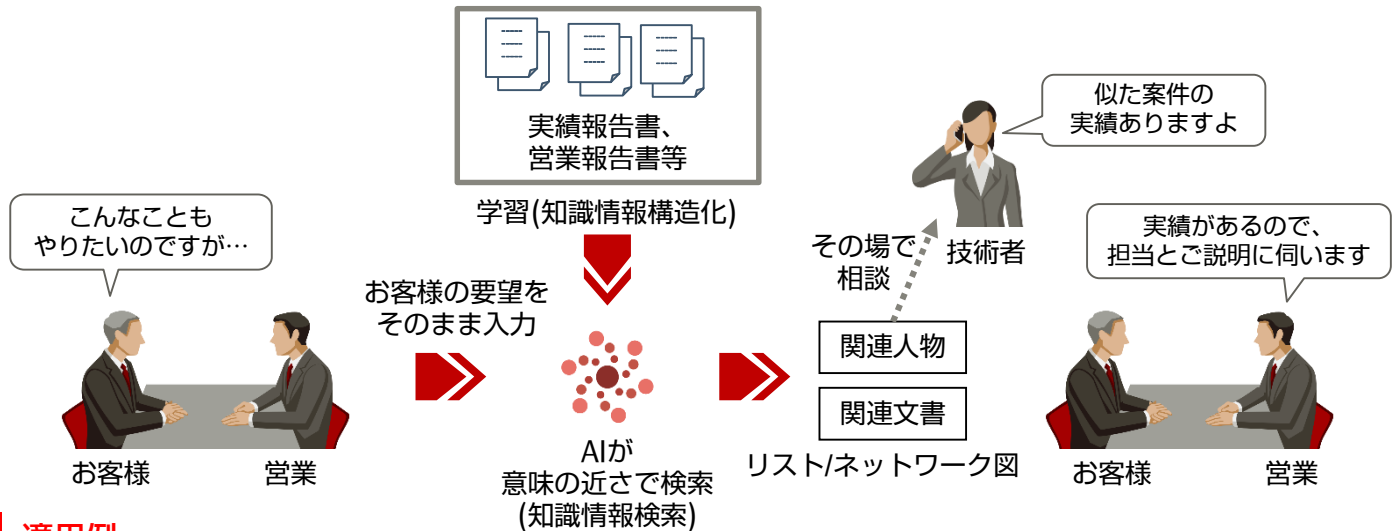 実績報告書、
営業報告書等
学習(知識情報構造化)
こんなことも
やりたいのですが…
お客様
営業
お客様の要望を
そのまま入力
AIが
意味の近さで検索
(知識情報検索)
関連人物
関連文書
リスト/ネットワーク図
その場で
相談
技術者
似た案件の
実績ありますよ
実績があるので、
担当とご説明に伺います
お客様
営業
適用例